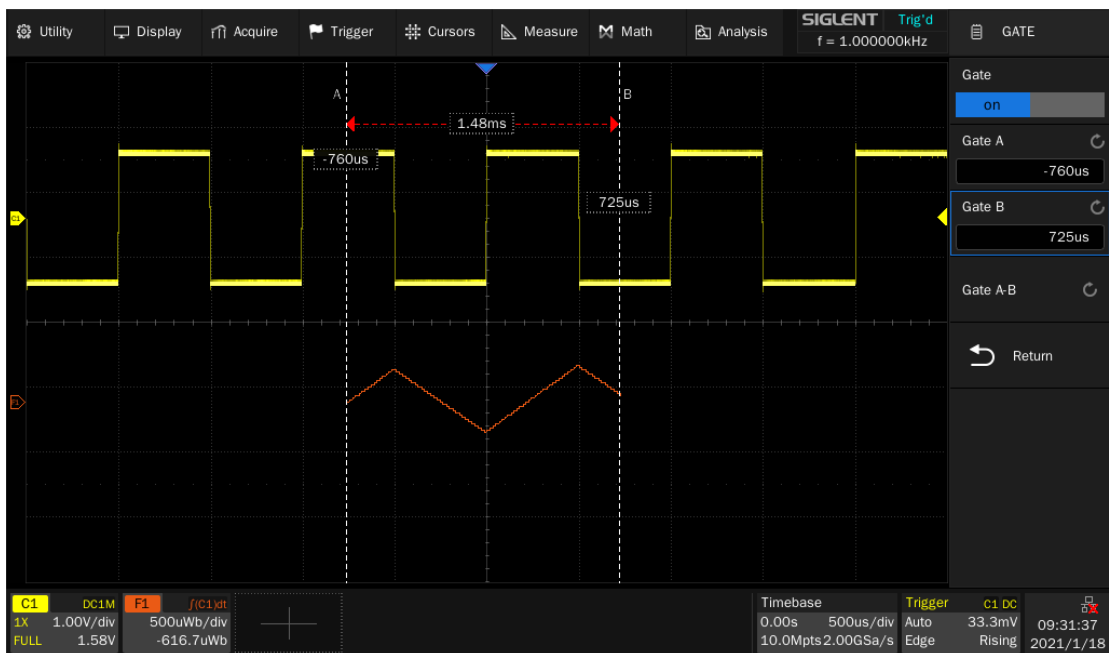 Utility Display Acquire Trigger Cursors Measure Math Analysis
SIGLENT Trig'd
f = 1.000000kHz
GATE
Gate
on
Gate A
-760us
Gate B
725us
Gate A-B
Return
A
B
1.48ms
-760us
725us
C1
F1
C1 DC1M
1X 1.00V/div
FULL 1.58V
F1 ∫(C1)dt
500uWb/div
-616.7uWb
Timebase
0.00s 500us/div
10.0Mpts 2.00GSa/s
Trigger C1 DC
Auto 33.3mV
Edge Rising
09:31:37
2021/1/18